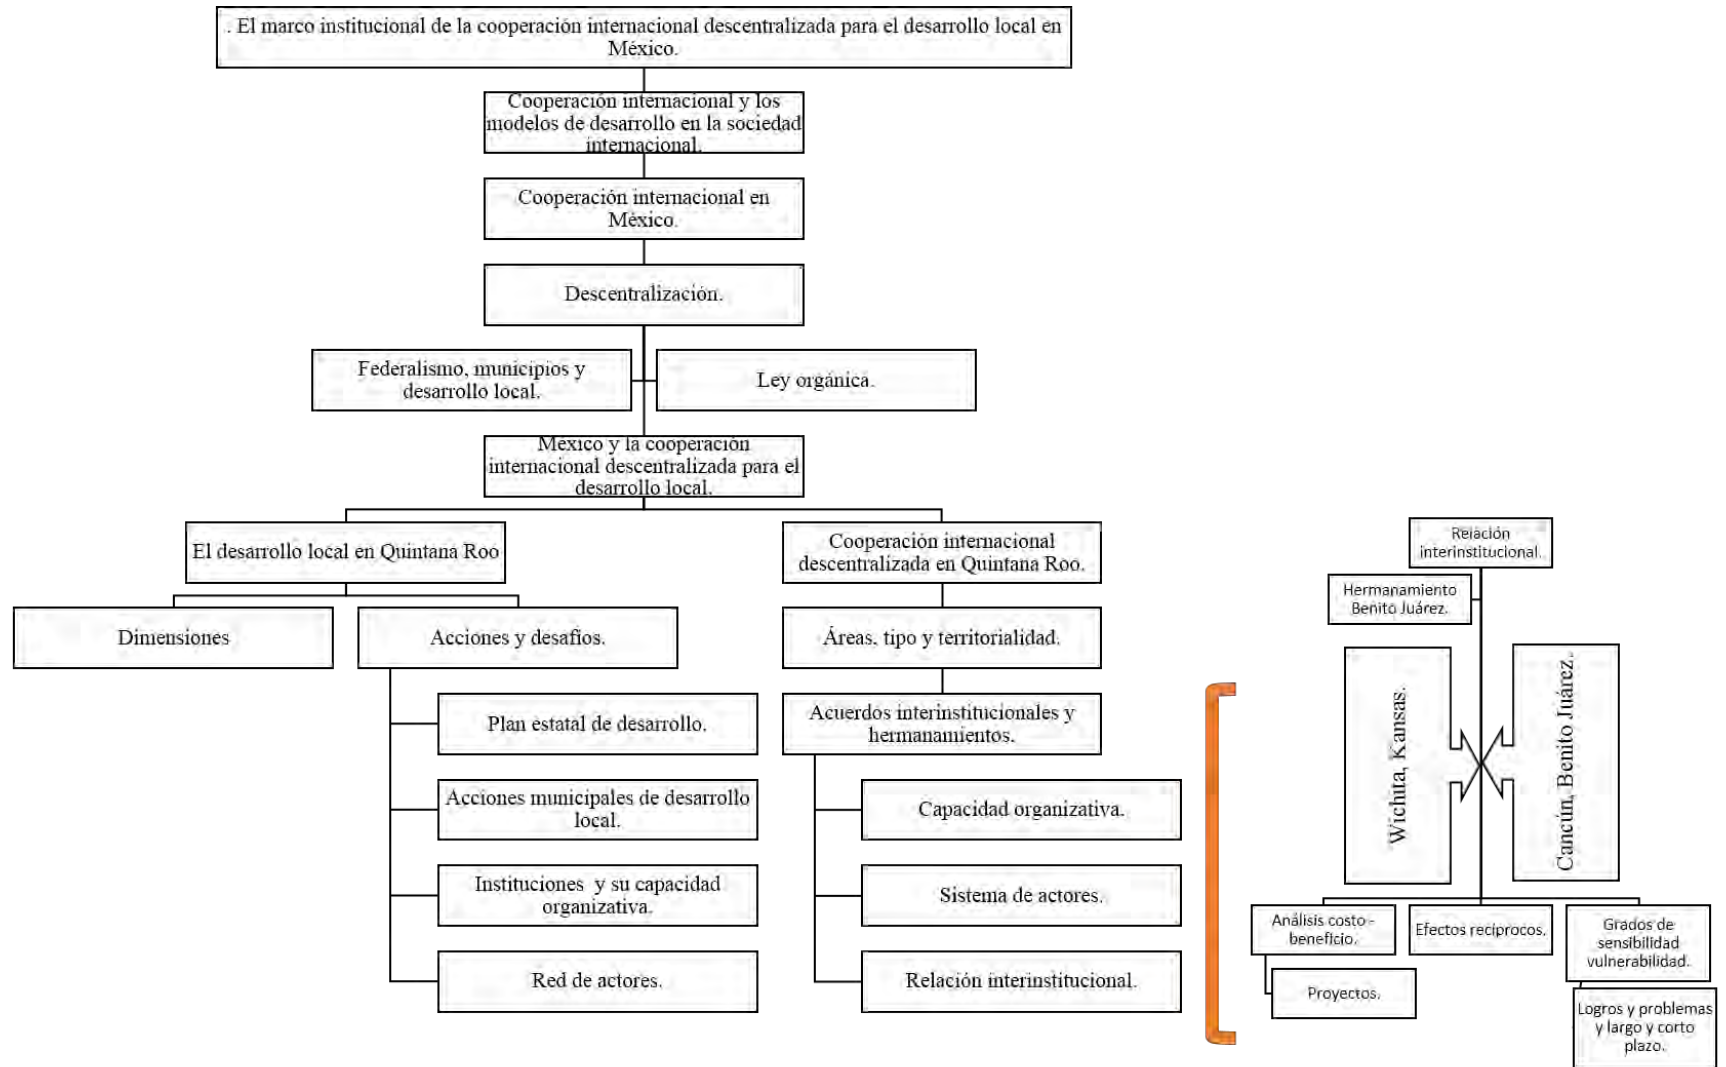 . El marco institucional de la cooperación internacional descentralizada para el desarrollo local en
México.
Cooperación internacional y los
modelos de desarrollo en la sociedad
internacional.
Cooperación internacional en
México.
Descentralización.
Federalismo, municipios y
desarrollo local.
Ley orgánica.
México y la cooperación
internacional descentralizada para el
desarrollo local.
El desarrollo local en Quintana Roo
Dimensiones
Acciones y desafíos.
Plan estatal de desarrollo.
Acciones municipales de desarrollo
local.
Instituciones y su capacidad
organizativa.
Red de actores.
Cooperación internacional
descentralizada en Quintana Roo.
Áreas, tipo y territorialidad.
Acuerdos interinstitucionales y
hermanamientos.
Capacidad organizativa.
Sistema de actores.
Relación interinstitucional.
Relación
interinstitucional.
Hermanamiento
Benito Juárez.
Wichita, Kansas.
Cancún, Benito Juárez.
Análisis costo-
beneficio.
Proyectos.
Efectos recíprocos.
Grados de
sensibilidad
vulnerabilidad.
Logros y problemas
y largo y corto
plazo.